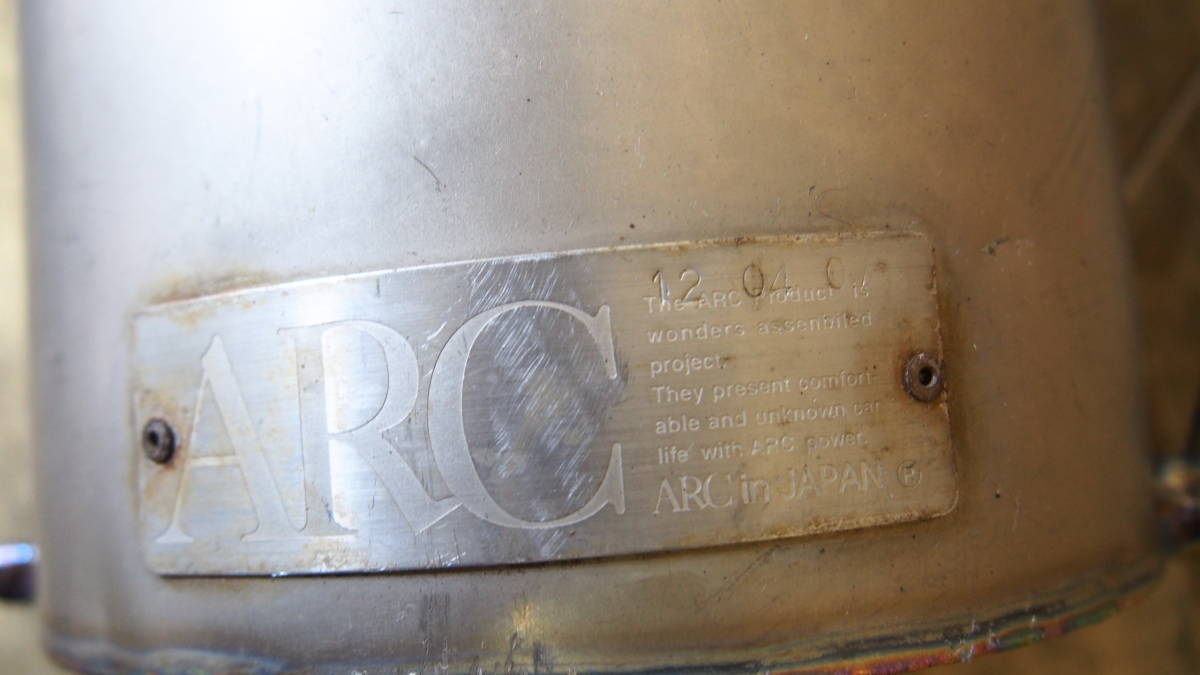 ARC
12 04 0
The ARC Product is
wonders assenbiled
project.
They present comfort-
able and unknown car
life with ARC power.
ARC in JAPAN Ⓡ